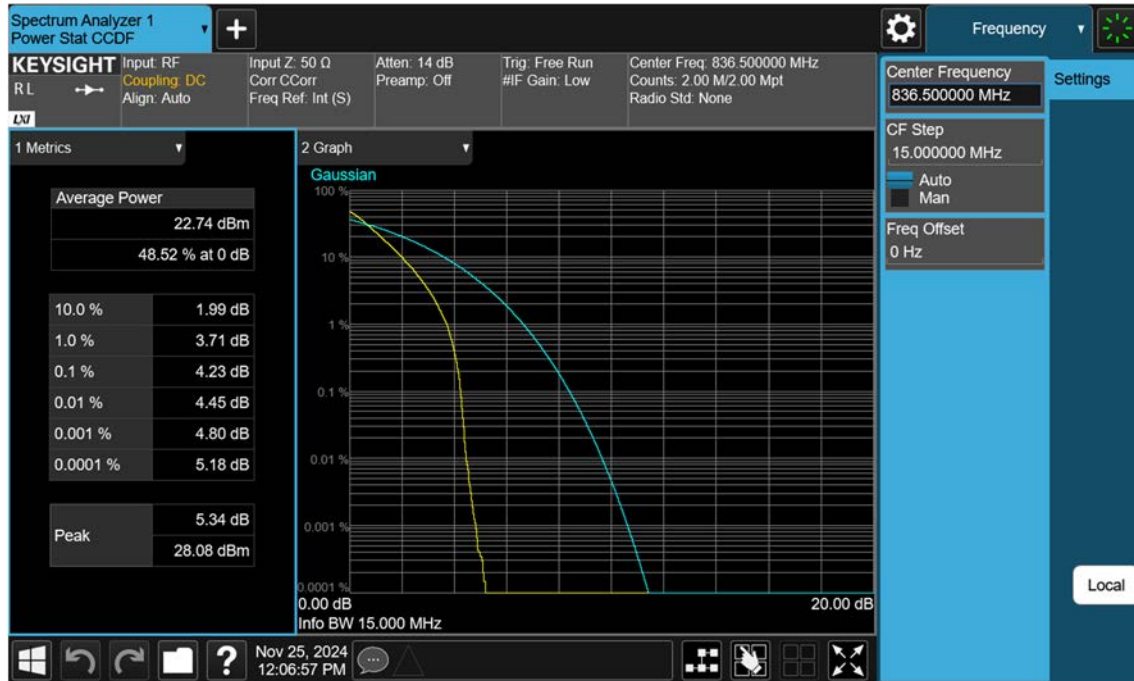 Spectrum Analyzer 1
Power Stat CCDF
Frequency
KEYSIGHT
RL
LXI
Input: RF
Coupling: DC
Align: Auto
Input Z: 50 Ω
Corr CCorr
Freq Ref: Int (S)
Atten: 14 dB
Preamp: Off
Trig: Free Run
#IF Gain: Low
Center Freq: 836.500000 MHz
Counts: 2.00 M/2.00 Mpt
Radio Std: None
Center Frequency
836.500000 MHz
Settings
CF Step
15.000000 MHz
Auto
Man
Freq Offset
0 Hz
Local
1 Metrics
Average Power
22.74 dBm
48.52 % at 0 dB
10.0 % 1.99 dB
1.0 % 3.71 dB
0.1 % 4.23 dB
0.01 % 4.45 dB
0.001 % 4.80 dB
0.0001 % 5.18 dB
Peak
5.34 dB
28.08 dBm
2 Graph
Gaussian
100 %
10 %
1 %
0.1 %
0.01 %
0.001 %
0.0001 %
0.00 dB 20.00 dB
Info BW 15.000 MHz
?
Nov 25, 2024
12:06:57 PM